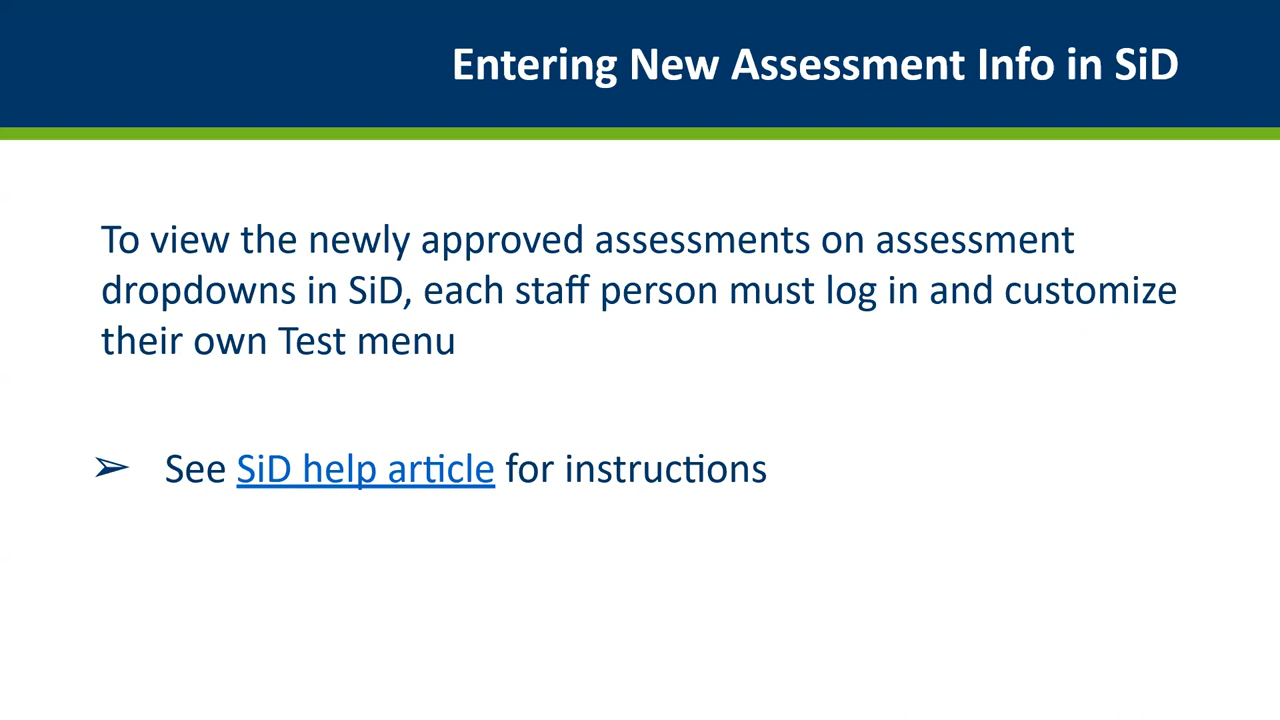 Entering New Assessment Info in SiD
To view the newly approved assessments on assessment
dropdowns in SiD, each staff person must log in and customize
their own Test menu
➢ See SiD help article for instructions